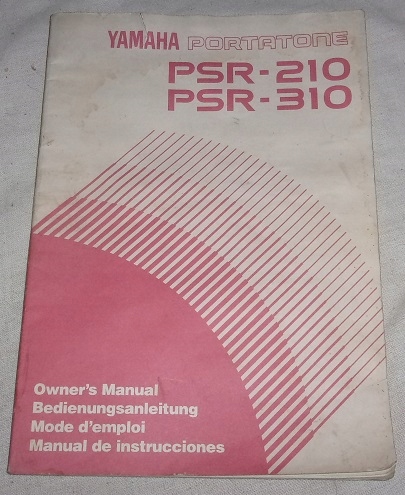 YAMAHA PORTATONE
PSR-210
PSR-310
Owner's Manual
Bedienungsanleitung
Mode d'emploi
Manual de instrucciones